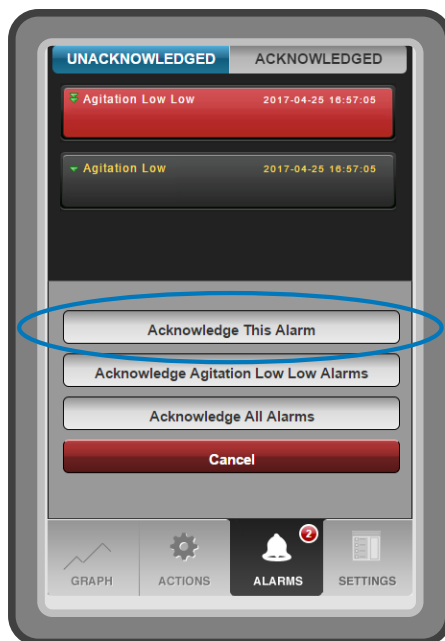 UNACKNOWLEDGED ACKNOWLEDGED
Agitation Low Low 2017-04-25 16:57:05
Agitation Low 2017-04-25 16:57:05
Acknowledge This Alarm
Acknowledge Agitation Low Low Alarms
Acknowledge All Alarms
Cancel
2
GRAPH ACTIONS ALARMS SETTINGS